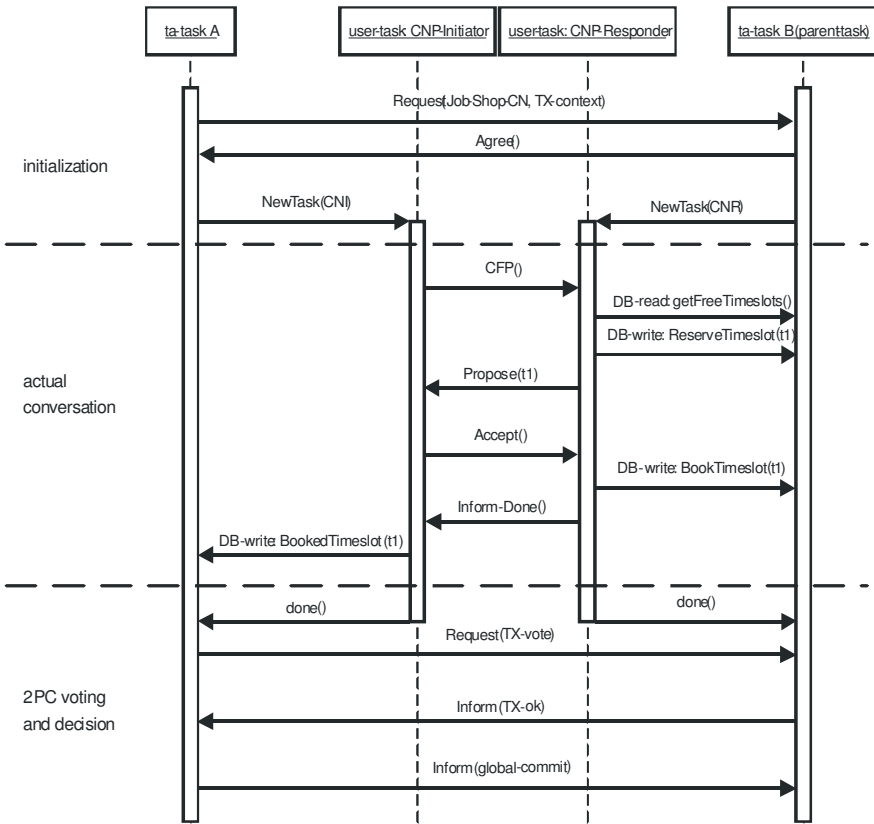 ta-task A
user-task CNP-Initiator
user-task: CNP-Responder
ta-task B(parent-task)
Request(Job-Shop-CN, TX-context)
Agree()
initialization
NewTask(CNI)
NewTask(CNR)
CFP()
DB-read: getFreeTimeslots()
DB-write: ReserveTimeslot(t1)
Propose(t1)
actual
conversation
Accept()
DB-write: BookTimeslot(t1)
Inform-Done()
DB-write: BookedTimeslot(t1)
done()
done()
Request(TX-vote)
2PC voting
and decision
Inform(TX-ok)
Inform(global-commit)